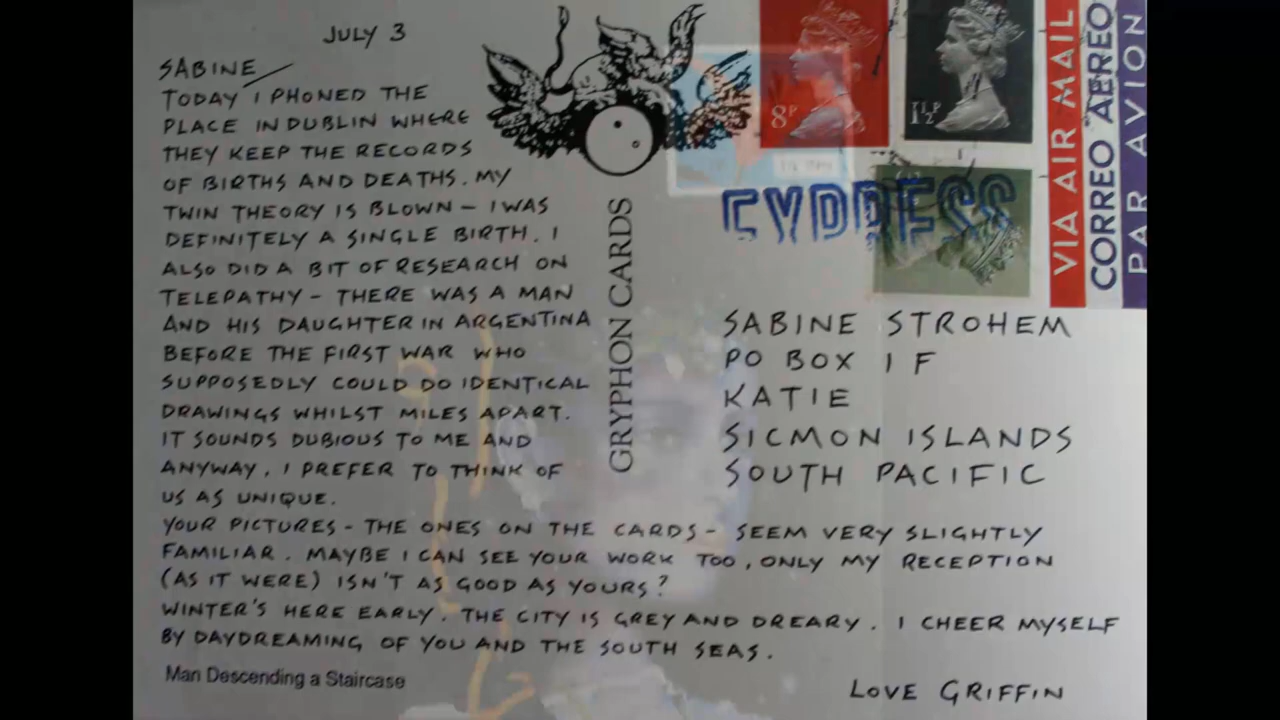 JULY 3
SABINE
TODAY I PHONED THE
PLACE IN DUBLIN WHERE
THEY KEEP THE RECORDS
OF BIRTHS AND DEATHS. MY
TWIN THEORY IS BLOWN – I WAS
DEFINITELY A SINGLE BIRTH. I
ALSO DID A BIT OF RESEARCH ON
TELEPATHY – THERE WAS A MAN
AND HIS DAUGHTER IN ARGENTINA
BEFORE THE FIRST WAR WHO
SUPPOSEDLY COULD DO IDENTICAL
DRAWINGS WHILST MILES APART.
IT SOUNDS DUBIOUS TO ME AND
ANYWAY, I PREFER TO THINK OF
US AS UNIQUE.
YOUR PICTURES – THE ONES ON THE CARDS – SEEM VERY SLIGHTLY
FAMILIAR. MAYBE I CAN SEE YOUR WORK TOO, ONLY MY RECEPTION
(AS IT WERE) ISN'T AS GOOD AS YOURS?
WINTER'S HERE EARLY. THE CITY IS GREY AND DREARY. I CHEER MYSELF
BY DAYDREAMING OF YOU AND THE SOUTH SEAS.
LOVE GRIFFIN
Man Descending a Staircase
GRYPHON CARDS
8P
1½P
VIA AIR MAIL
CORREO AEREO
PAR AVION
SABINE STROHEM
PO BOX 1 F
KATIE
SICMON ISLANDS
SOUTH PACIFIC